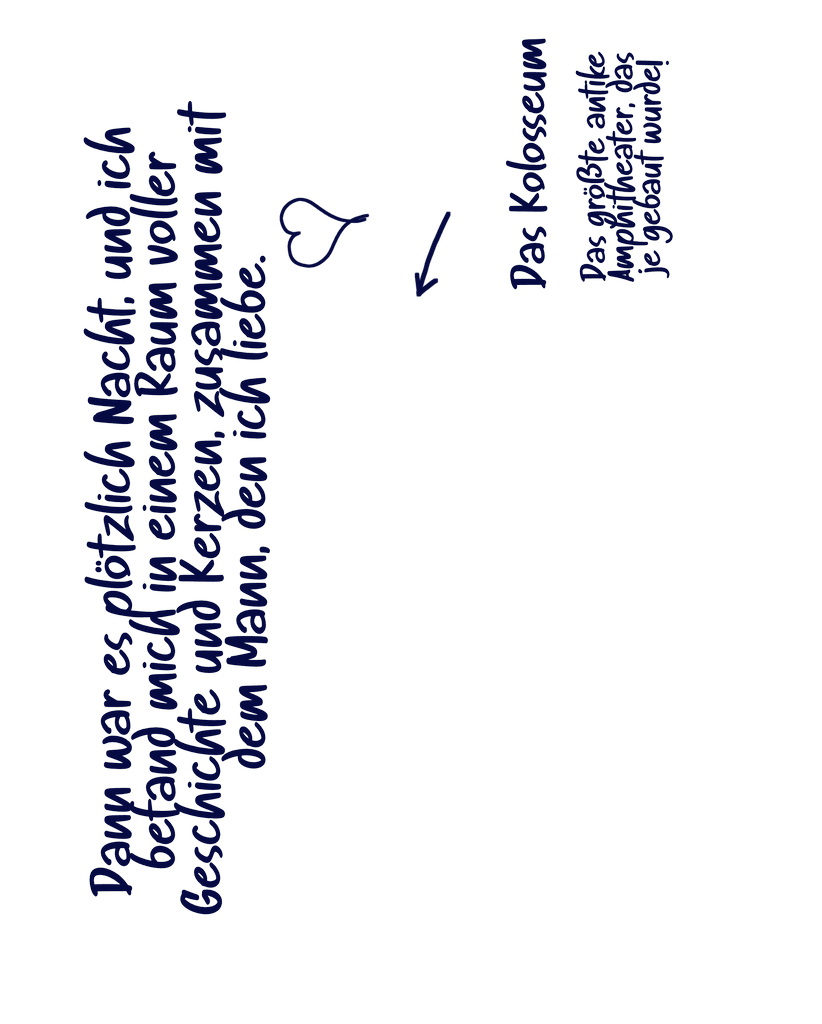 Dann war es plötzlich Nacht, und ich
befand mich in einem Raum voller
Geschichte und Kerzen, zusammen mit
dem Mann, den ich liebe.
Das Kolosseum
Das größte antike
Amphitheater, das
je gebaut wurde!